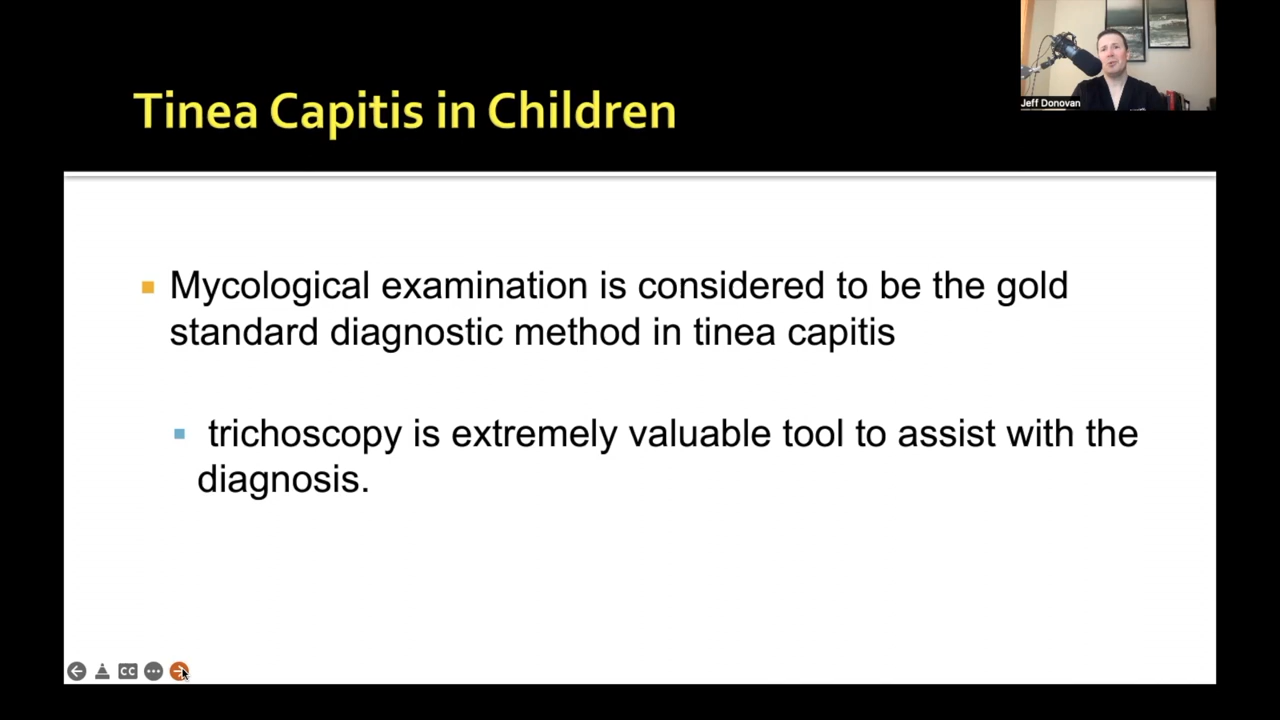 Tinea Capitis in Children
Jeff Donovan
Mycological examination is considered to be the gold
standard diagnostic method in tinea capitis
trichoscopy is extremely valuable tool to assist with the
diagnosis.
CC